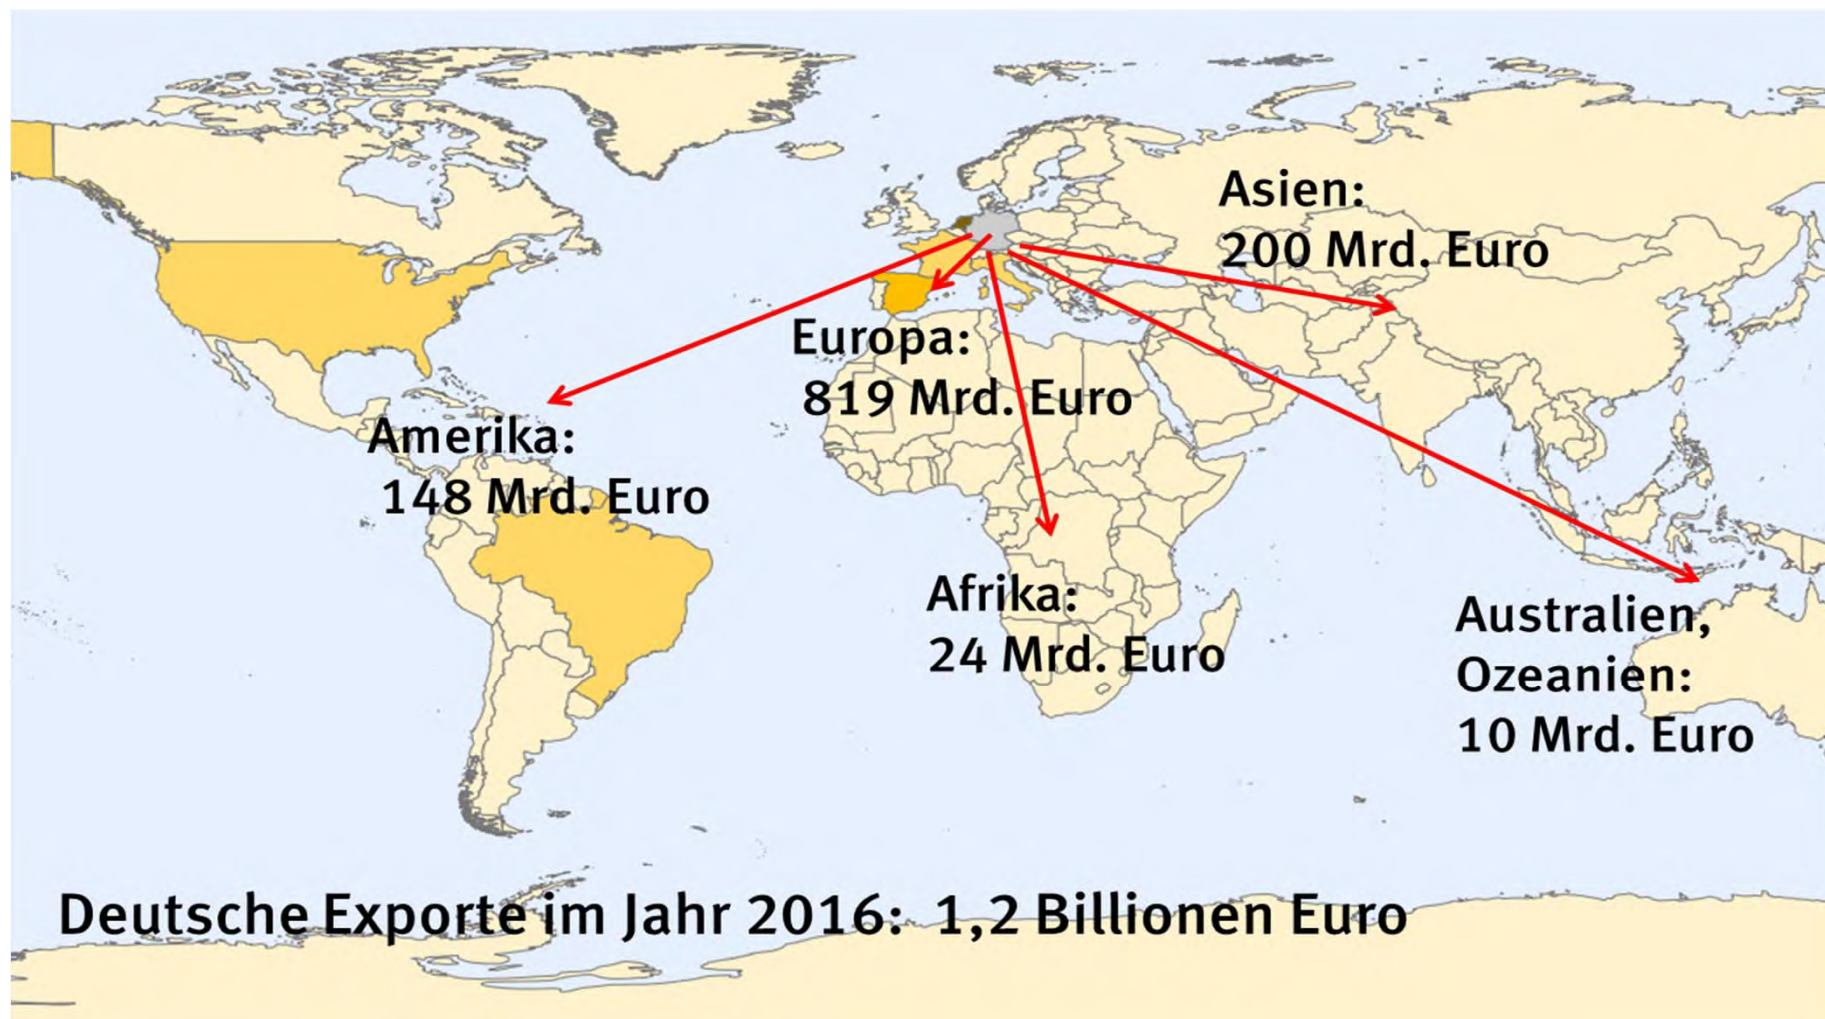 Asien:
200 Mrd. Euro
Europa:
819 Mrd. Euro
Amerika:
148 Mrd. Euro
Afrika:
24 Mrd. Euro
Australien,
Ozeanien:
10 Mrd. Euro
Deutsche Exporte im Jahr 2016: 1,2 Billionen Euro